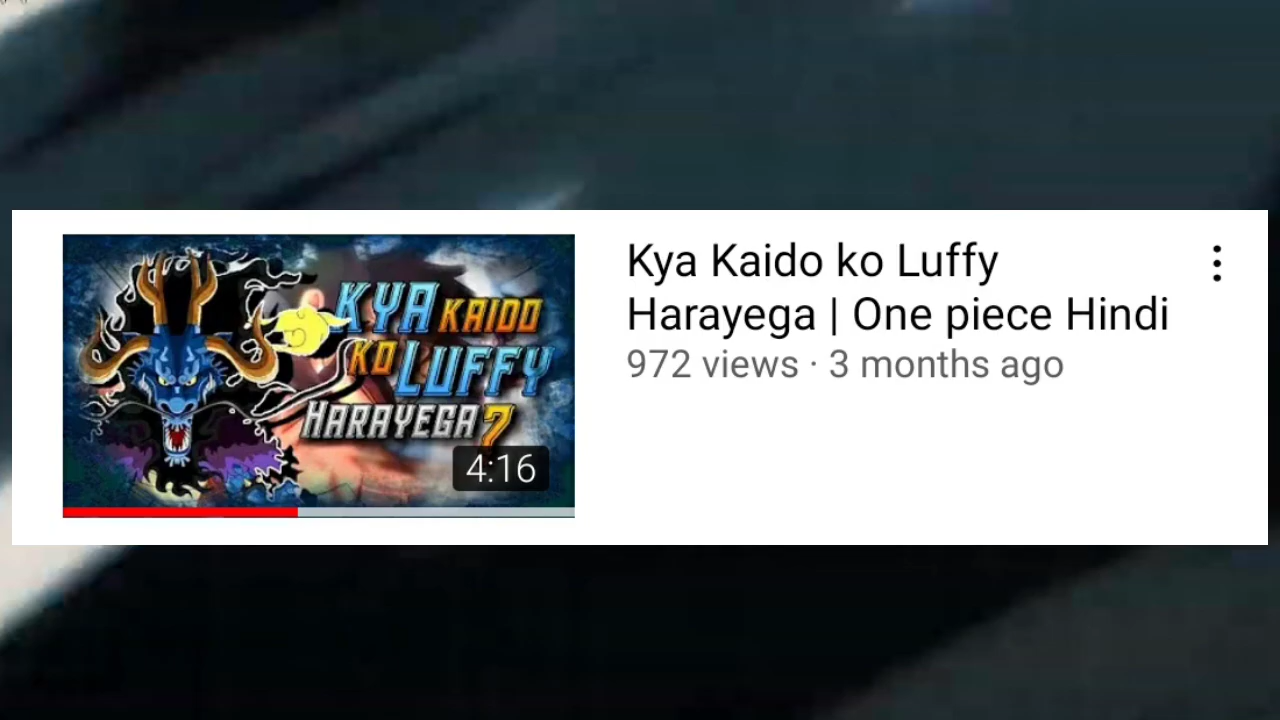 KYA KAIDO
KO LUFFY
HARAYEGA?
4:16
Kya Kaido ko Luffy
Harayega | One piece Hindi
972 views · 3 months ago